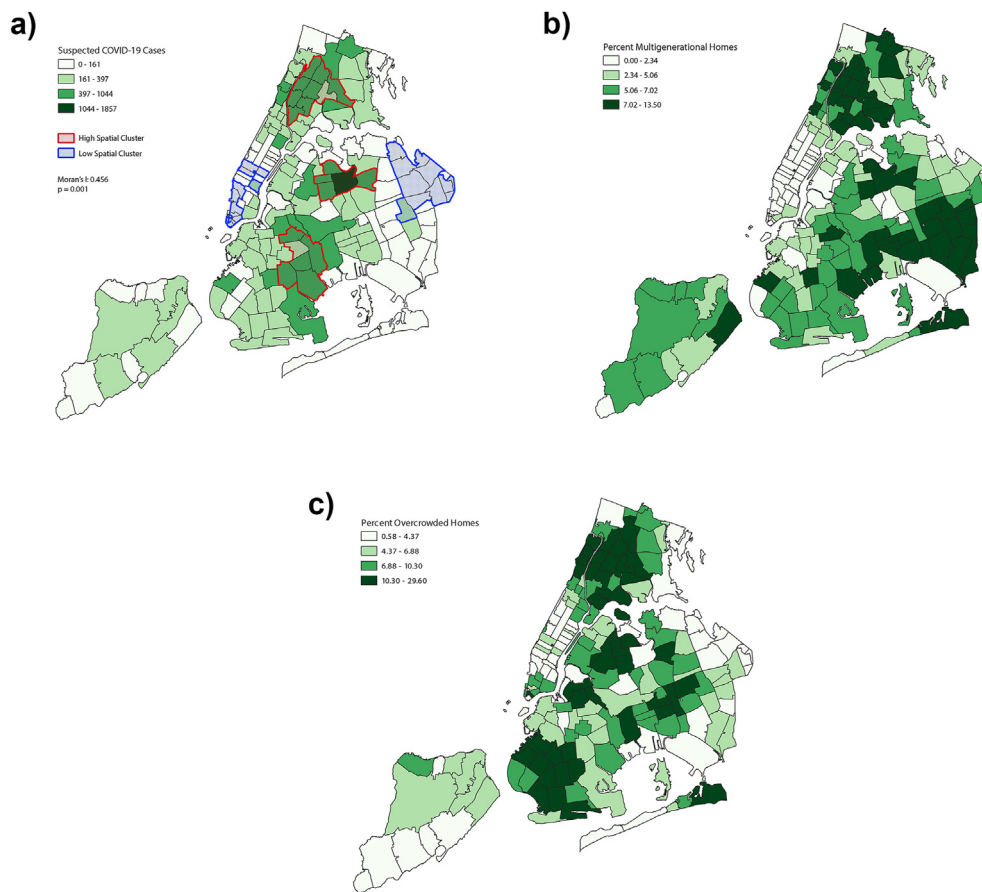 a)
Suspected COVID-19 Cases
0 - 161
161 - 397
397 - 1044
1044 - 1857
High Spatial Cluster
Low Spatial Cluster
Moran's I: 0.456
p = 0.001
b)
Percent Multigenerational Homes
0.00 - 2.34
2.34 - 5.06
5.06 - 7.02
7.02 - 13.50
c)
Percent Overcrowded Homes
0.58 - 4.37
4.37 - 6.88
6.88 - 10.30
10.30 - 29.60